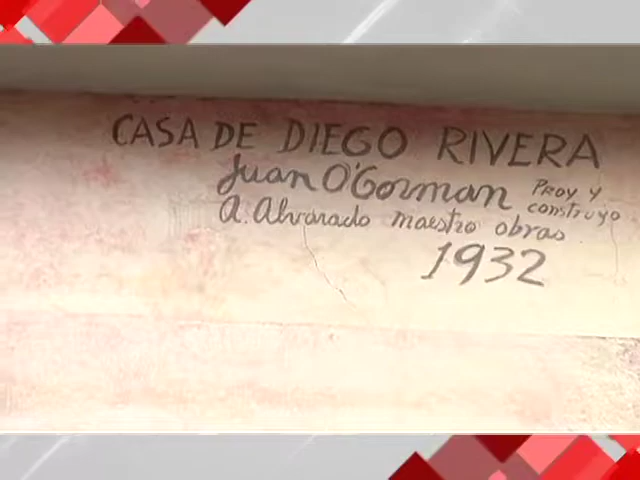 CASA DE DIEGO RIVERA
Juan O'Gorman Proy y construyo
A. Alvarado maestro obras
1932